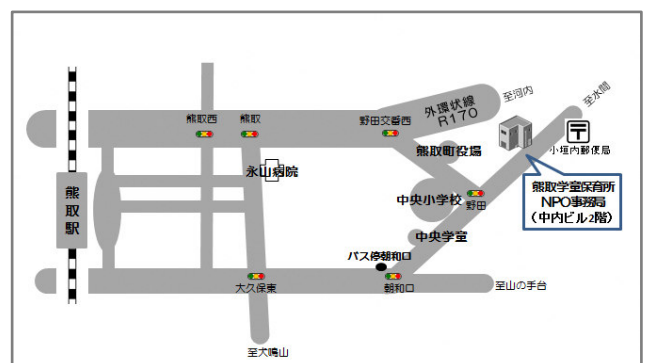 外環状線
R170
至河内
至水間
熊取西
熊取
野田交番西
小垣内郵便局
熊取町役場
永山病院
熊取学童保育所
NPO事務局
(中内ビル2階)
熊取駅
中央小学校
野田
中央学童
バス停朝和口
大久保東
朝和口
至山の手台
至犬鳴山